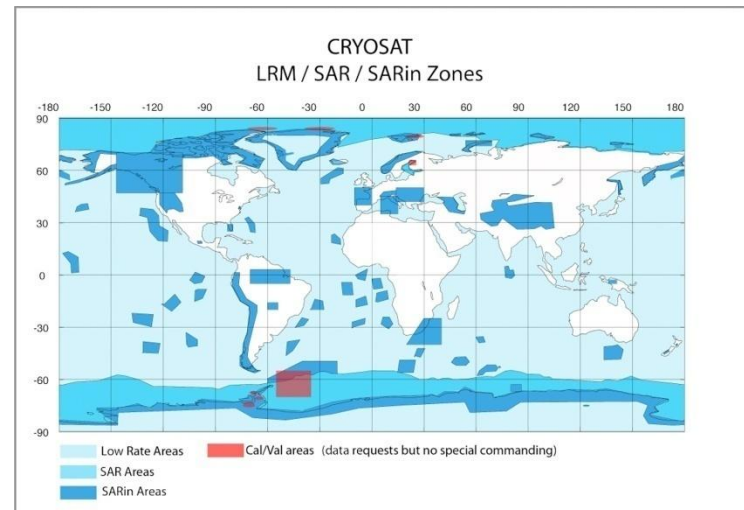 CRYOSAT
LRM / SAR / SARin Zones
-180 -150 -120 -90 -60 -30 0 30 60 90 120 150 180
90
60
30
0
-30
-60
-90
Low Rate Areas
Cal/Val areas (data requests but no special commanding)
SAR Areas
SARin Areas